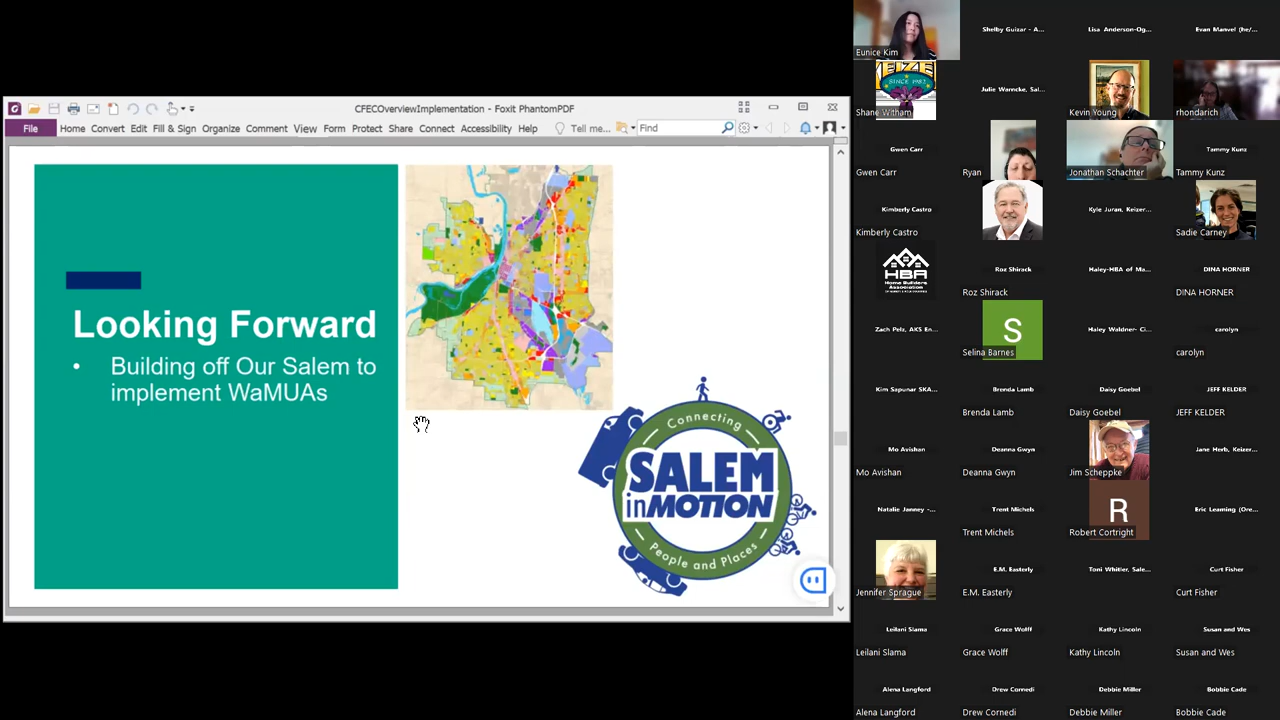 CFECOverviewImplementation - Foxit PhantomPDF
File Home Convert Edit Fill & Sign Organize Comment View Form Protect Share Connect Accessibility Help Tell me... Find
Looking Forward
• Building off Our Salem to
implement WaMUAs
Connecting
SALEM
in MOTION
People and Places
Eunice Kim
Shelby Guizar - A...
Lisa Anderson-Og...
Evan Manvel (he/...
SINCE 1982
Shane Witham
Julie Warncke, Sal...
Kevin Young
rhondarich
Gwen Carr
Gwen Carr
Ryan
Jonathan Schachter
Tammy Kunz
Tammy Kunz
Kimberly Castro
Kimberly Castro
Kyle Juran, Keizer...
Sadie Carney
HBA
Home Builders
Association
Roz Shirack
Roz Shirack
Haley-HBA of Ma...
DINA HORNER
DINA HORNER
Zach Pelz, AKS En...
S
Selina Barnes
Haley Waldner- Ci...
carolyn
carolyn
Kim Sapunar SKA...
Brenda Lamb
Brenda Lamb
Daisy Goebel
Daisy Goebel
JEFF KELDER
JEFF KELDER
Mo Avishan
Mo Avishan
Deanna Gwyn
Deanna Gwyn
Jim Scheppke
Jane Herb, Keizer...
Natalie Janney -...
Trent Michels
Trent Michels
R
Robert Cortright
Eric Leaming (Ore...
Jennifer Sprague
E.M. Easterly
E.M. Easterly
Toni Whitler, Sale...
Curt Fisher
Curt Fisher
Leilani Slama
Leilani Slama
Grace Wolff
Grace Wolff
Kathy Lincoln
Kathy Lincoln
Susan and Wes
Susan and Wes
Alena Langford
Alena Langford
Drew Cornedi
Drew Cornedi
Debbie Miller
Debbie Miller
Bobbie Cade
Bobbie Cade